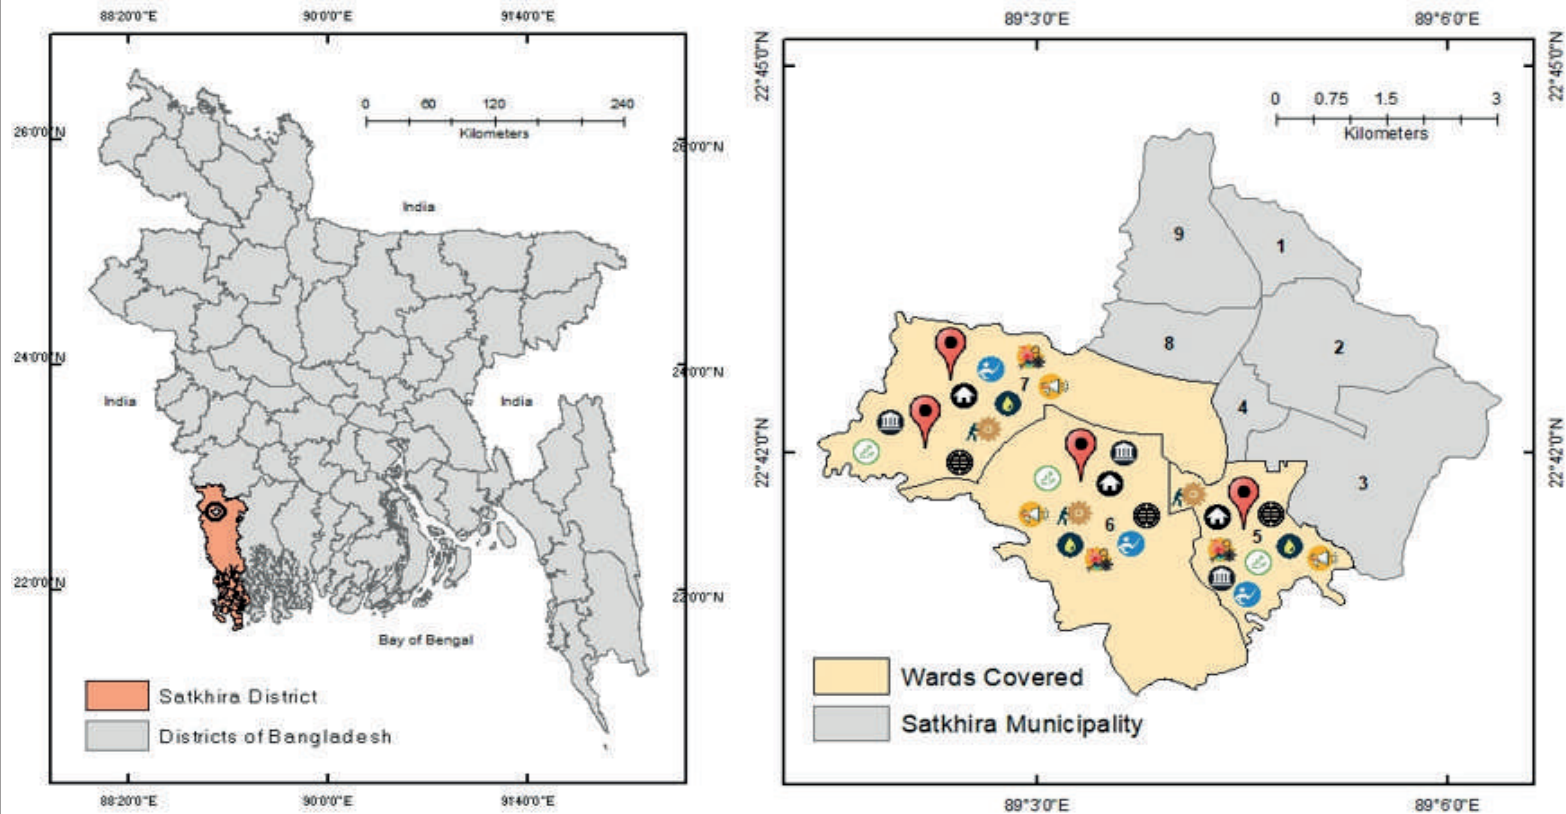 88°20'0"E 90°0'0"E 91°40'0"E
0 60 120 240
Kilometers
26°0'0"N 26°0'0"N
India
24°0'0"N 24°0'0"N
India India
22°0'0"N 22°0'0"N
Bay of Bengal
Satkhira District
Districts of Bangladesh
88°20'0"E 90°0'0"E 91°40'0"E
89°3'0"E 89°6'0"E
22°45'0"N 22°45'0"N
0 0.75 1.5 3
Kilometers
9
1
8
2
7
4
22°42'0"N 22°42'0"N
3
6
5
Wards Covered
Satkhira Municipality
89°3'0"E 89°6'0"E